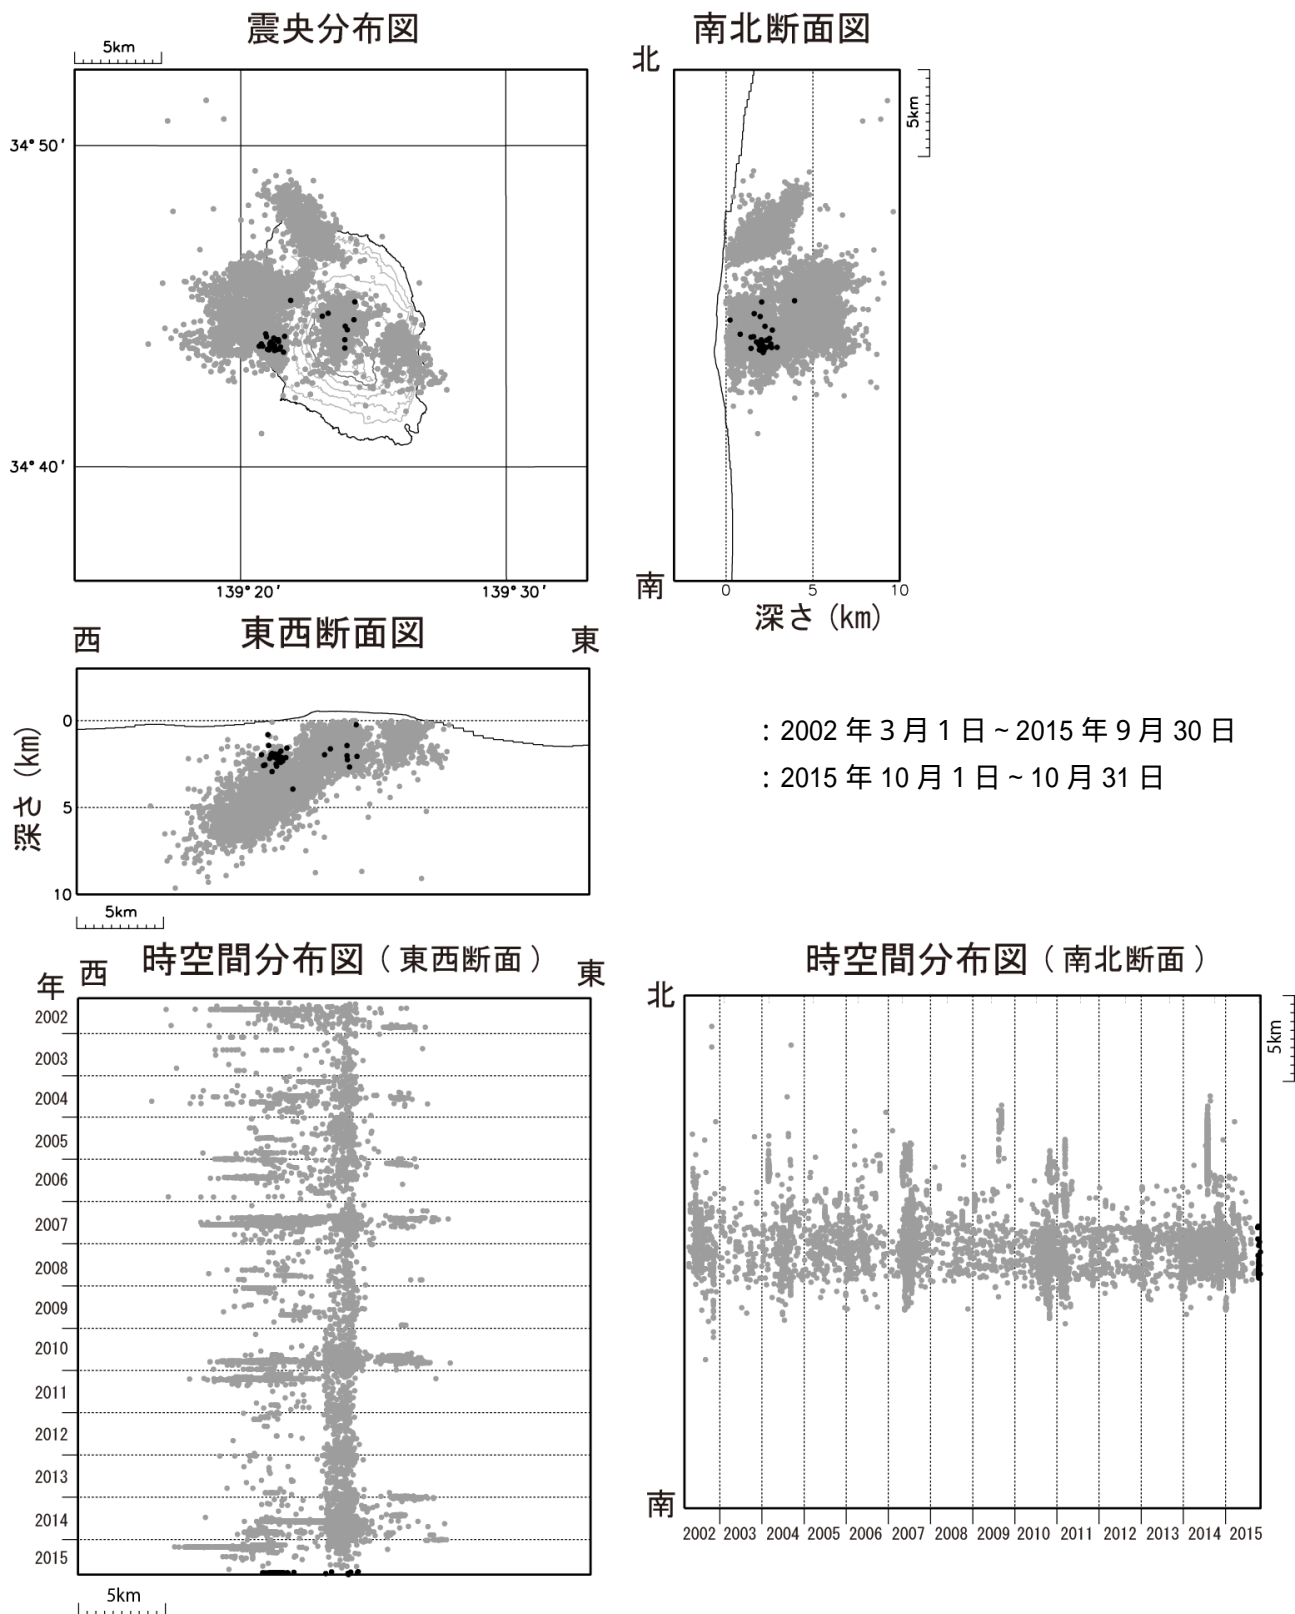 震央分布図
5km
34°50′
34°40′
139°20′
139°30′
南北断面図
北
南
5km
0
5
10
深さ (km)
東西断面図
西
東
深さ (km)
0
5
10
5km
：2002 年 3 月 1 日 ~ 2015 年 9 月 30 日
：2015 年 10 月 1 日 ~ 10 月 31 日
時空間分布図（東西断面）
年
西
東
2002
2003
2004
2005
2006
2007
2008
2009
2010
2011
2012
2013
2014
2015
5km
時空間分布図（南北断面）
北
南
5km
2002 2003 2004 2005 2006 2007 2008 2009 2010 2011 2012 2013 2014 2015